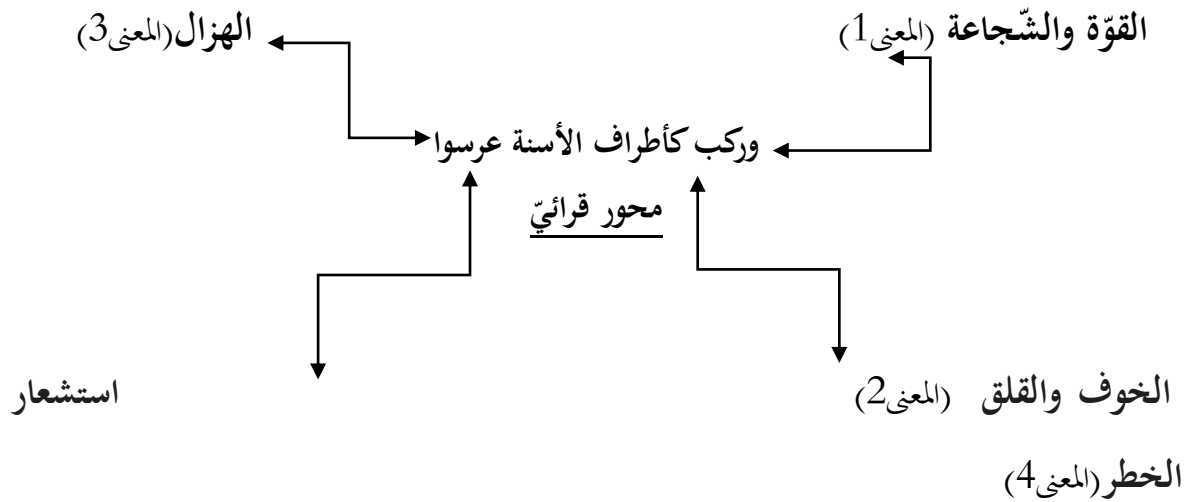 القوّة والشّجاعة (المعنى1)
الهزال(المعنى3)
وركب كأطراف الأسنة عرسوا
محور قرائيّ
الخوف والقلق (المعنى2)
استشعار
الخطر(المعنى4)